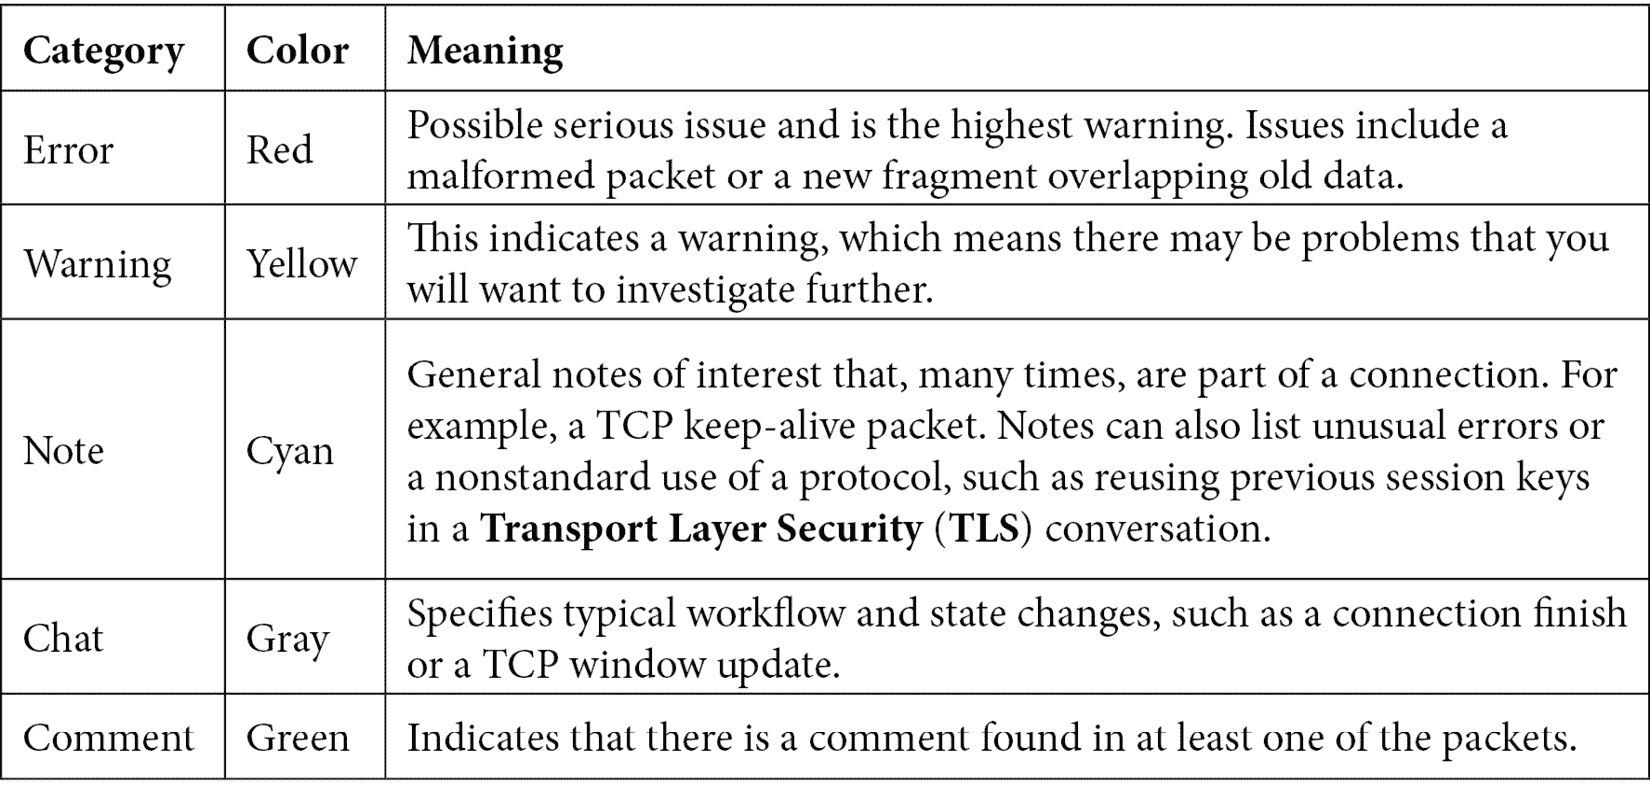 Category Color Meaning
Error Red Possible serious issue and is the highest warning. Issues include a
malformed packet or a new fragment overlapping old data.
Warning Yellow This indicates a warning, which means there may be problems that you
will want to investigate further.
Note Cyan General notes of interest that, many times, are part of a connection. For
example, a TCP keep-alive packet. Notes can also list unusual errors or
a nonstandard use of a protocol, such as reusing previous session keys
in a Transport Layer Security (TLS) conversation.
Chat Gray Specifies typical workflow and state changes, such as a connection finish
or a TCP window update.
Comment Green Indicates that there is a comment found in at least one of the packets.